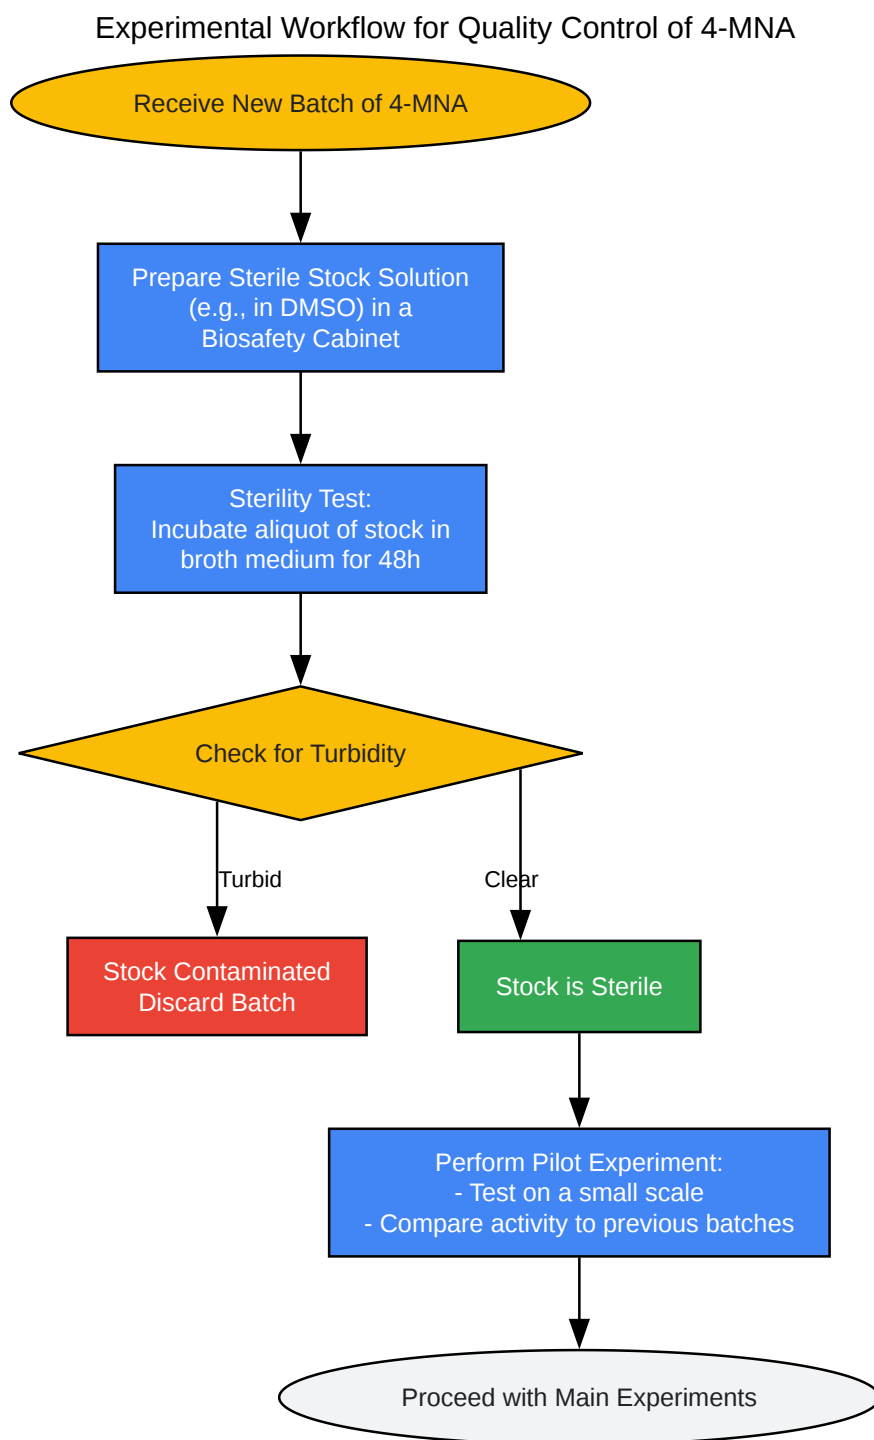 Experimental Workflow for Quality Control of 4-MNA
Receive New Batch of 4-MNA
Prepare Sterile Stock Solution
(e.g., in DMSO) in a
Biosafety Cabinet
Sterility Test:
Incubate aliquot of stock in
broth medium for 48h
Check for Turbidity
Turbid
Clear
Stock Contaminated
Discard Batch
Stock is Sterile
Perform Pilot Experiment:
- Test on a small scale
- Compare activity to previous batches
Proceed with Main Experiments